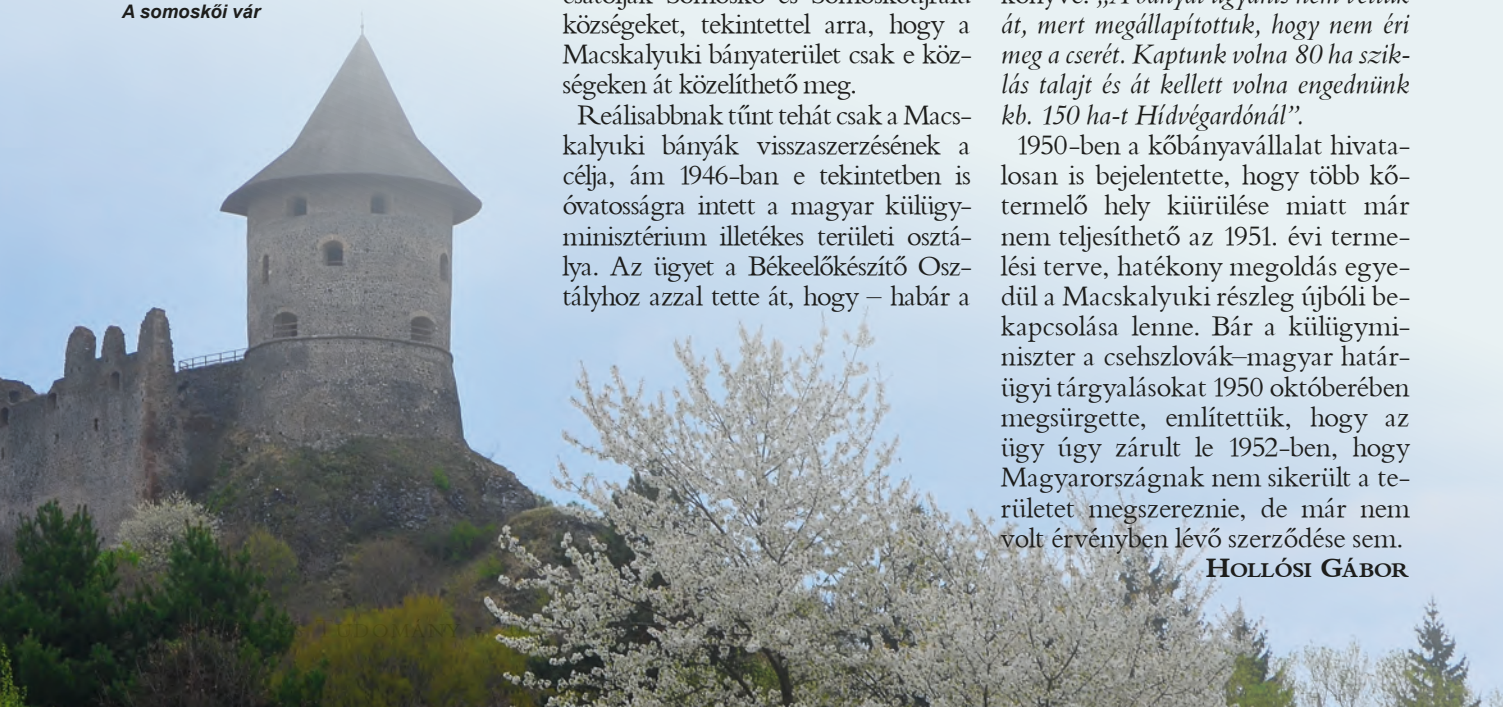 A somoskői vár
községeket, tekintettel arra, hogy a
Macskalyuki bányaterület csak e köz-
ségeken át közelíthető meg.
Reálisabbnak tűnt tehát csak a Macs-
kalyuki bányák visszaszerzésének a
célja, ám 1946-ban e tekintetben is
óvatosságra intett a magyar külügy-
minisztérium illetékes területi osztá-
lya. Az ügyet a Békeelőkészítő Osz-
tályhoz azzal tette át, hogy – habár a
át, mert megállapítottuk, hogy nem éri
meg a cserét. Kaptunk volna 80 ha szik-
lás talajt és át kellett volna engednünk
kb. 150 ha-t Hídvégardónál”.
1950-ben a kőbányavállalat hivata-
losan is bejelentette, hogy több kő-
termelő hely kiürülése miatt már
nem teljesíthető az 1951. évi terme-
lési terve, hatékony megoldás egye-
dül a Macskalyuki részleg újbóli be-
kapcsolása lenne. Bár a külügymi-
niszter a csehszlovák–magyar határ-
ügyi tárgyalásokat 1950 októberében
megsürgette, említettük, hogy az
ügy úgy zárult le 1952-ben, hogy
Magyarországnak nem sikerült a te-
rületet megszereznie, de már nem
volt érvényben lévő szerződése sem.
HOLLÓSI GÁBOR